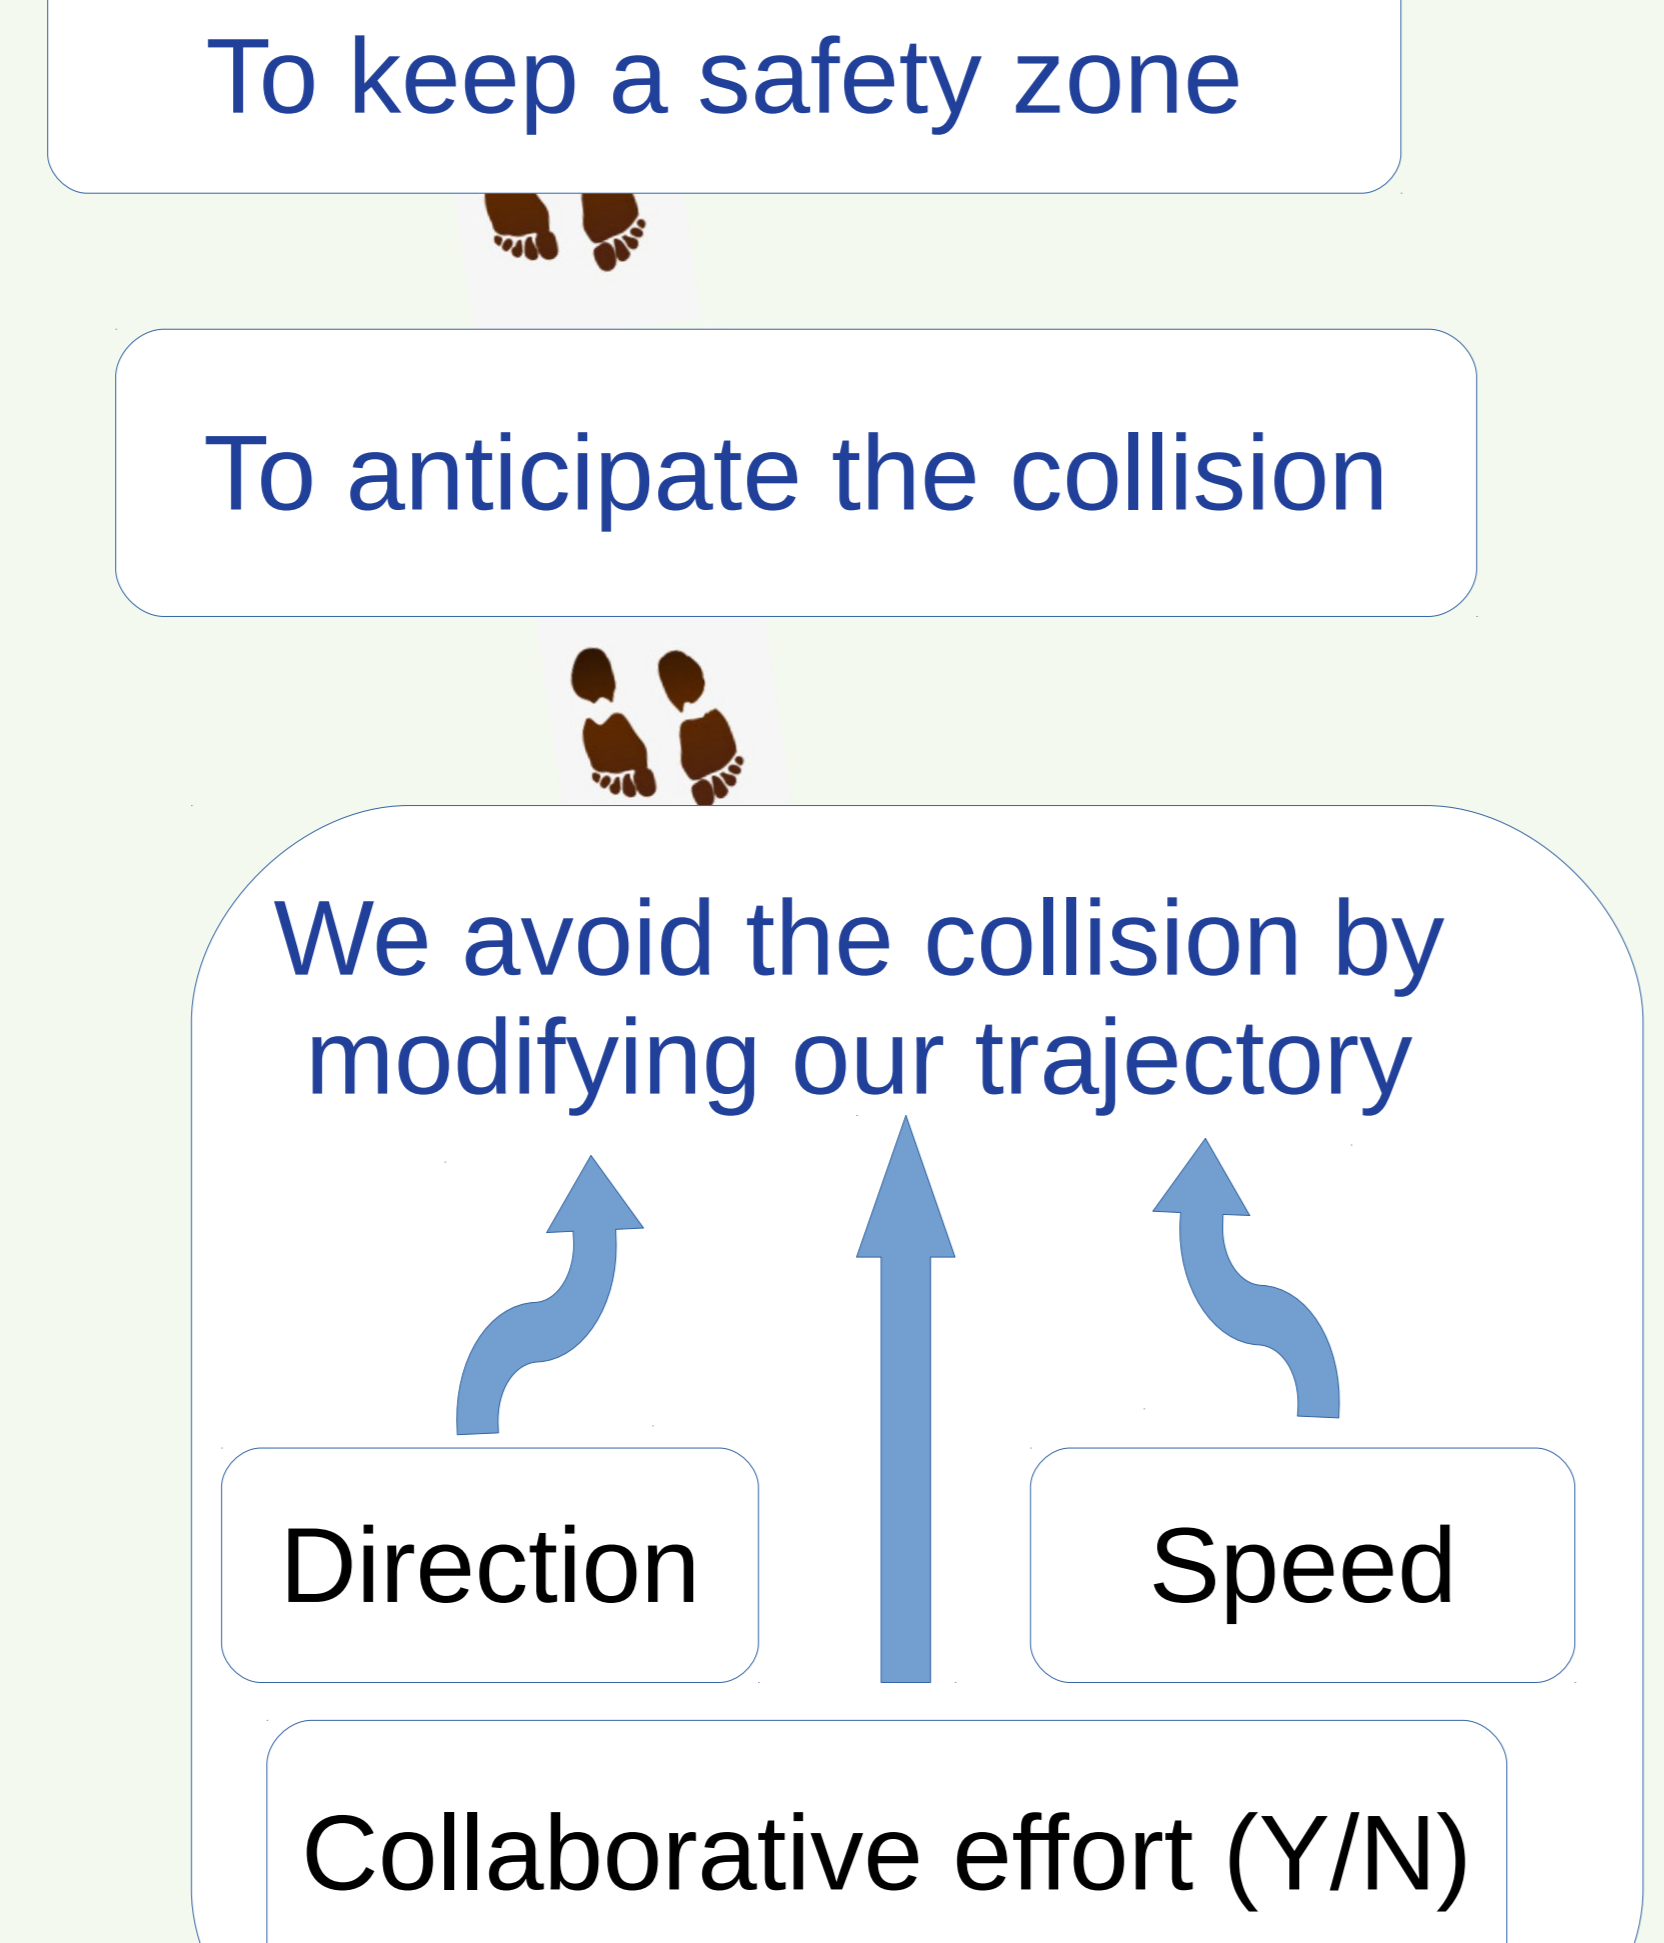 To keep a safety zone
To anticipate the collision
We avoid the collision by
modifying our trajectory
Direction
Speed
Collaborative effort (Y/N)